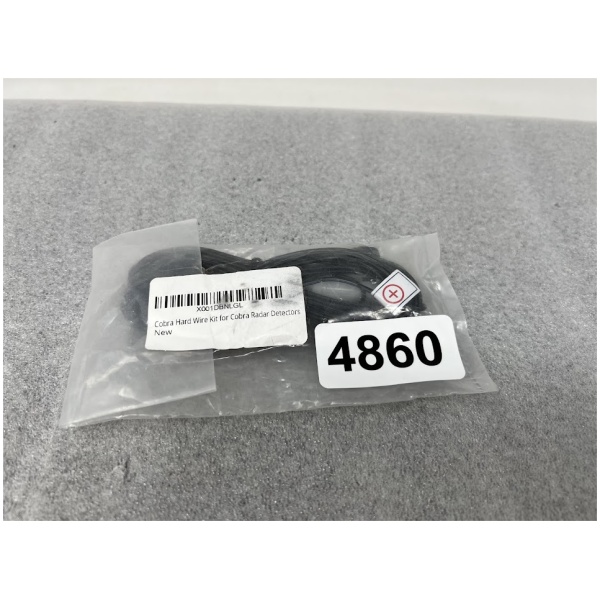 X001DBNLGL
Cobra Hard Wire Kit for Cobra Radar Detectors
New
4860